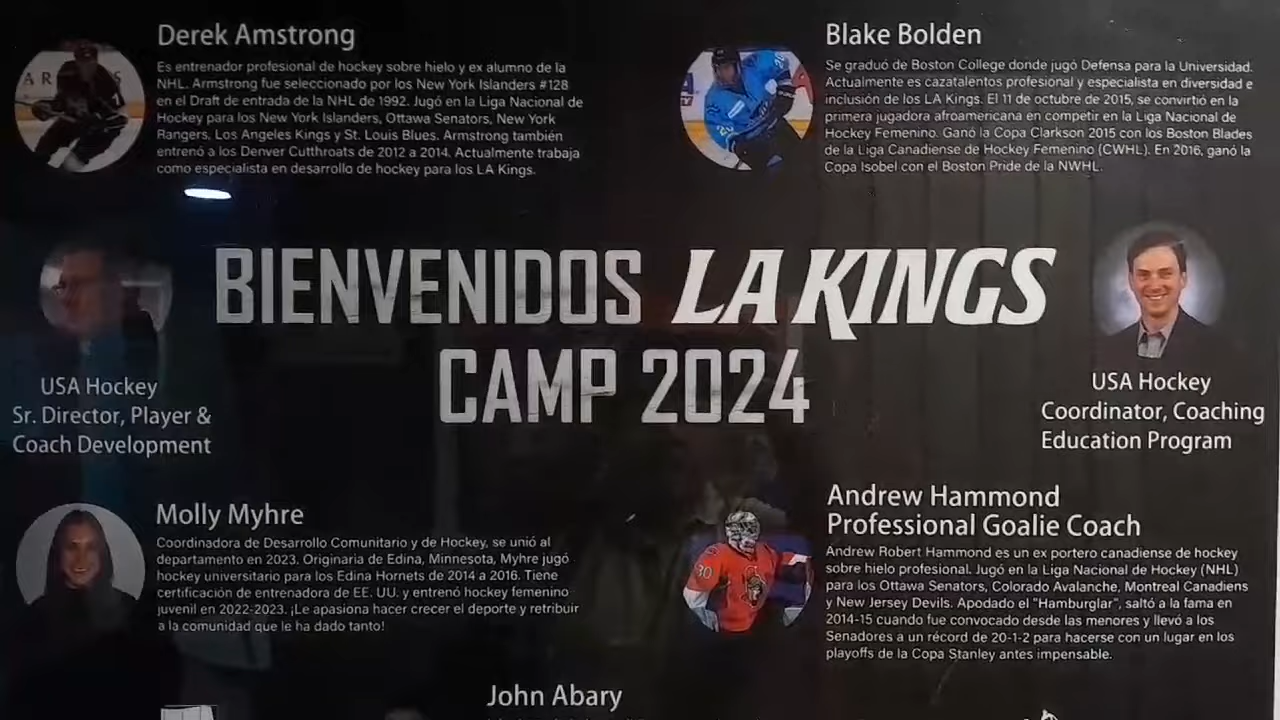 Derek Amstrong
Es entrenador profesional de hockey sobre hielo y ex alumno de la
NHL. Armstrong fue seleccionado por los New York Islanders #128
en el Draft de entrada de la NHL de 1992. Jugó en la Liga Nacional de
Hockey para los New York Islanders, Ottawa Senators, New York
Rangers, Los Angeles Kings y St. Louis Blues. Armstrong también
entrenó a los Denver Cutthroats de 2012 a 2014. Actualmente trabaja
como especialista en desarrollo de hockey para los LA Kings.
Blake Bolden
Se graduó de Boston College donde jugó Defensa para la Universidad.
Actualmente es cazatalentos profesional y especialista en diversidad e
inclusión de los LA Kings. El 11 de octubre de 2015, se convirtió en la
primera jugadora afroamericana en competir en la Liga Nacional de
Hockey Femenino. Ganó la Copa Clarkson 2015 con los Boston Blades
de la Liga Canadiense de Hockey Femenino (CWHL). En 2016, ganó la
Copa Isobel con el Boston Pride de la NWHL.
BIENVENIDOS LA KINGS
CAMP 2024
USA Hockey
Sr. Director, Player &
Coach Development
USA Hockey
Coordinator, Coaching
Education Program
Molly Myhre
Coordinadora de Desarrollo Comunitario y de Hockey, se unió al
departamento en 2023. Originaria de Edina, Minnesota, Myhre jugó
hockey universitario para los Edina Hornets de 2014 a 2016. Tiene
certificación de entrenadora de EE. UU. y entrenó hockey femenino
juvenil en 2022-2023. ¡Le apasiona hacer crecer el deporte y retribuir
a la comunidad que le ha dado tanto!
Andrew Hammond
Professional Goalie Coach
Andrew Robert Hammond es un ex portero canadiense de hockey
sobre hielo profesional. Jugó en la Liga Nacional de Hockey (NHL)
para los Ottawa Senators, Colorado Avalanche, Montreal Canadiens
y New Jersey Devils. Apodado el "Hamburglar", saltó a la fama en
2014-15 cuando fue convocado desde las menores y llevó a los
Senadores a un récord de 20-1-2 para hacerse con un lugar en los
playoffs de la Copa Stanley antes impensable.
John Abary